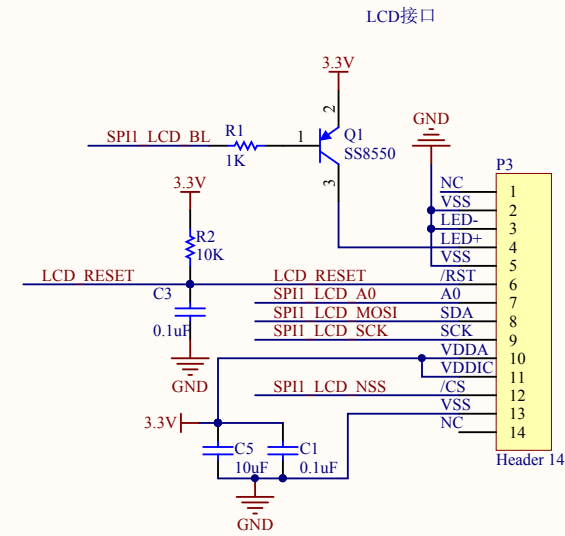 LCD接口
3.3V
GND
SPI1_LCD_BL
R1
1K
1
2
3
Q1
SS8550
P3
3.3V
R2
10K
LCD_RESET
LCD_RESET
C3
0.1uF
GND
NC 1
VSS 2
LED- 3
LED+ 4
VSS 5
/RST 6
SPI1_LCD_A0 A0 7
SPI1_LCD_MOSI SDA 8
SPI1_LCD_SCK SCK 9
VDDA 10
VDDIC 11
SPI1_LCD_NSS /CS 12
VSS 13
NC 14
Header 14
3.3V
C5
10uF
C1
0.1uF
GND